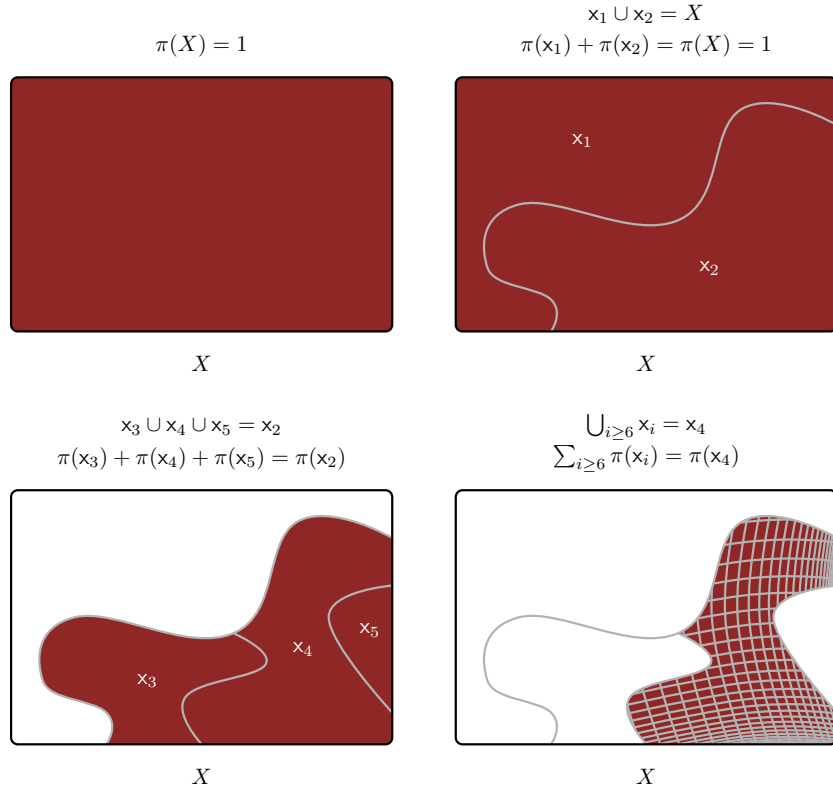 π(X) = 1
x₁ ∪ x₂ = X
π(x₁) + π(x₂) = π(X) = 1
x₁
x₂
X
X
x₃ ∪ x₄ ∪ x₅ = x₂
π(x₃) + π(x₄) + π(x₅) = π(x₂)
⋃ᵢ≥₆ xᵢ = x₄
∑ᵢ≥₆ π(xᵢ) = π(x₄)
x₃
x₄
x₅
X
X